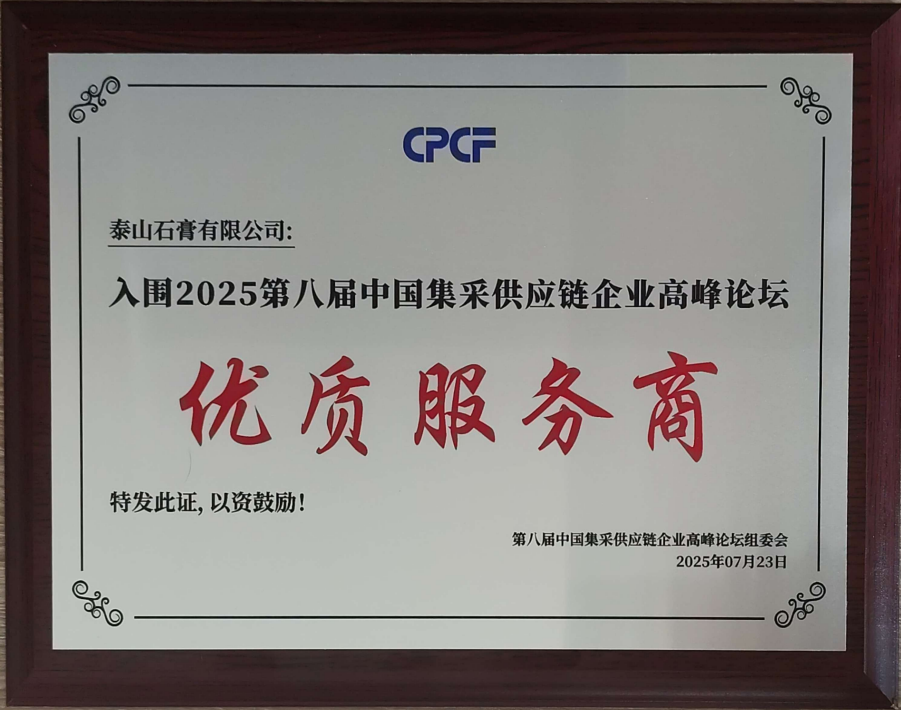 CPCF
泰山石膏有限公司:
入围2025第八届中国集采供应链企业高峰论坛
优质服务商
特发此证, 以资鼓励!
第八届中国集采供应链企业高峰论坛组委会
2025年07月23日